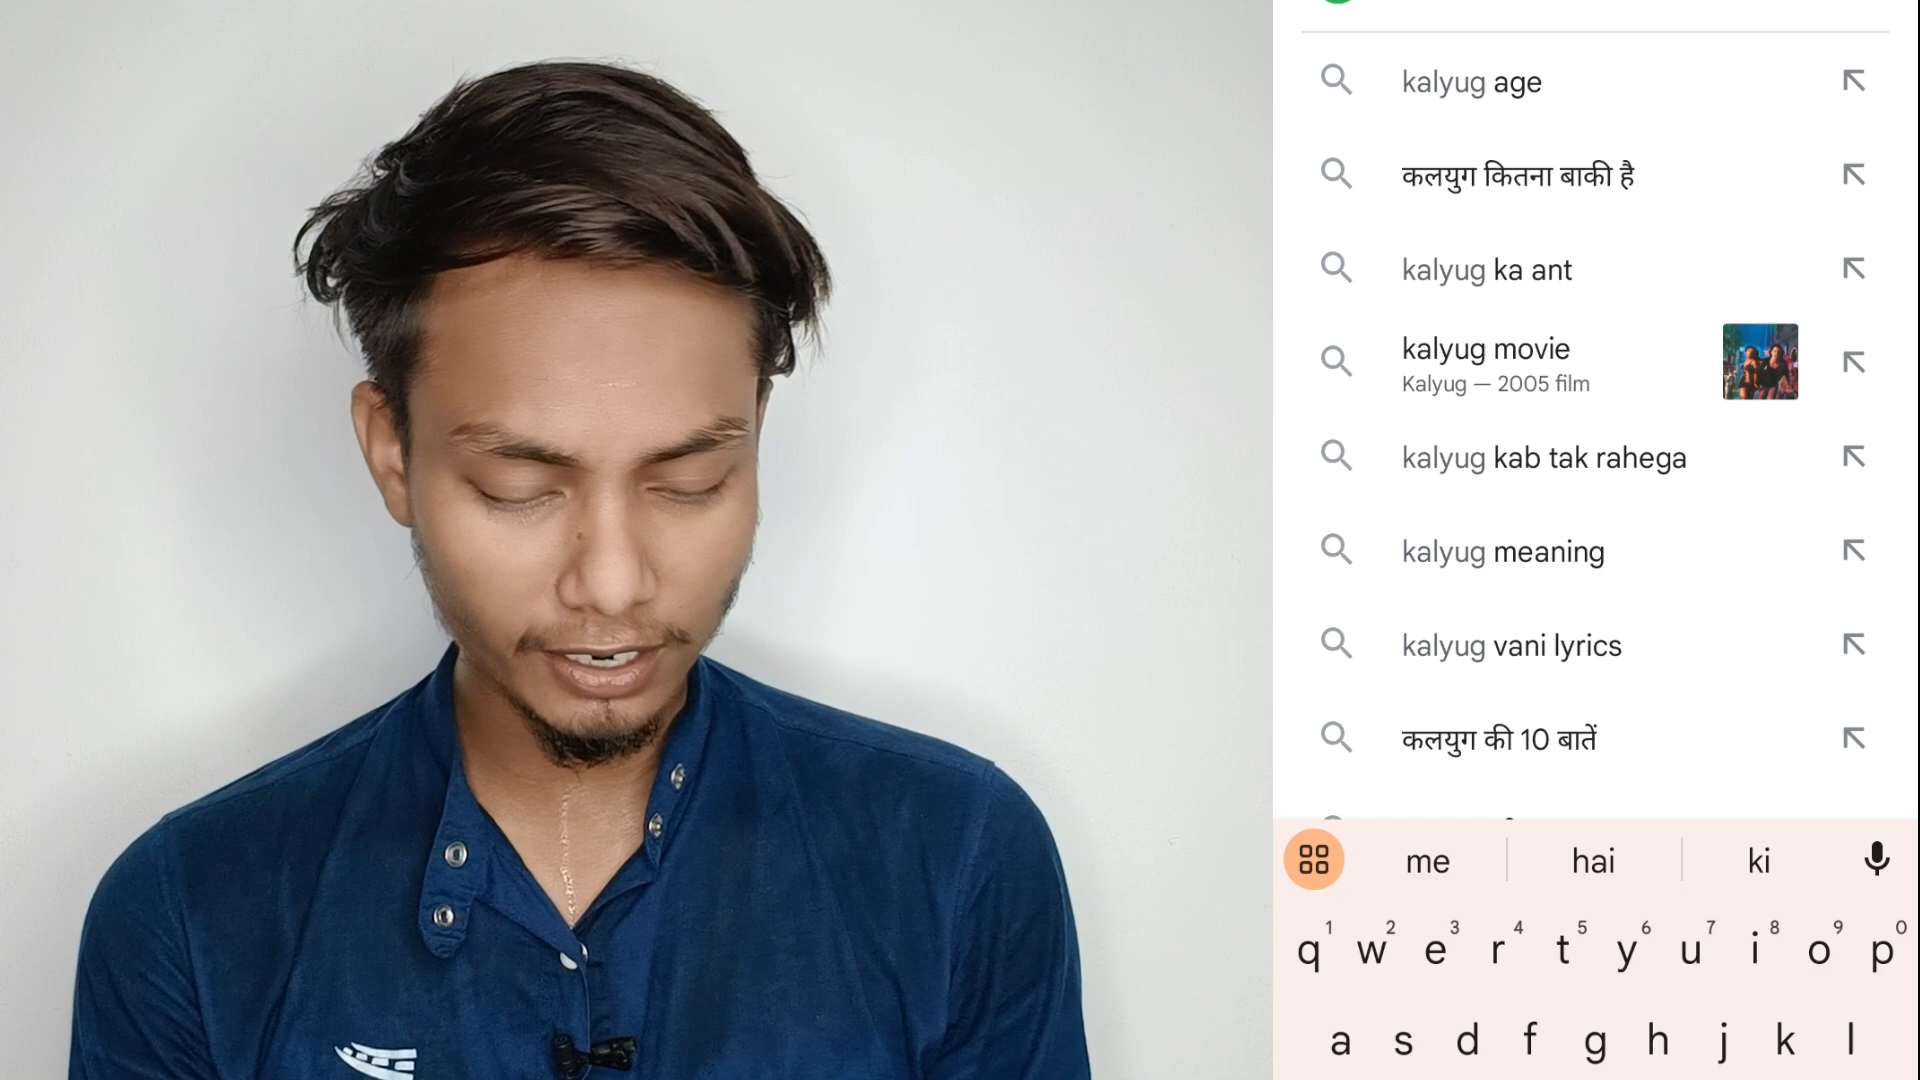 kalyug age
कलयुग कितना बाकी है
kalyug ka ant
kalyug movie
Kalyug — 2005 film
kalyug kab tak rahega
kalyug meaning
kalyug vani lyrics
कलयुग की 10 बातें
me hai ki
1 2 3 4 5 6 7 8 9 0
q w e r t y u i o p
a s d f g h j k l